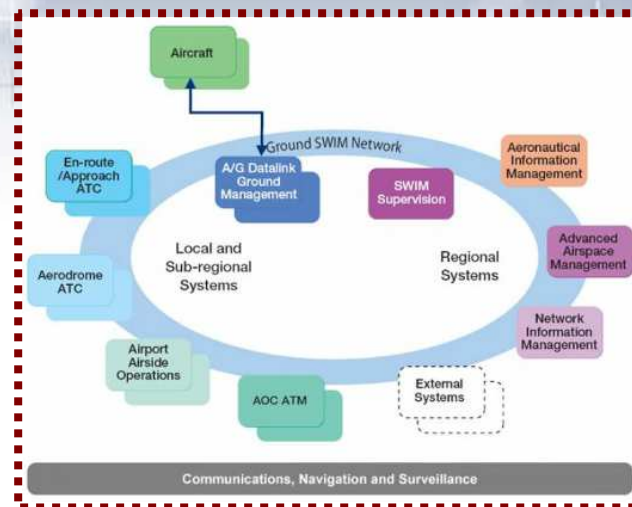 Aircraft
Ground SWIM Network
En-route
/Approach
ATC
A/G Datalink
Ground
Management
SWIM
Supervision
Aeronautical
Information
Management
Local and
Sub-regional
Systems
Regional
Systems
Advanced
Airspace
Management
Aerodrome
ATC
Network
Information
Management
Airport
Airside
Operations
AOC ATM
External
Systems
Communications, Navigation and Surveillance